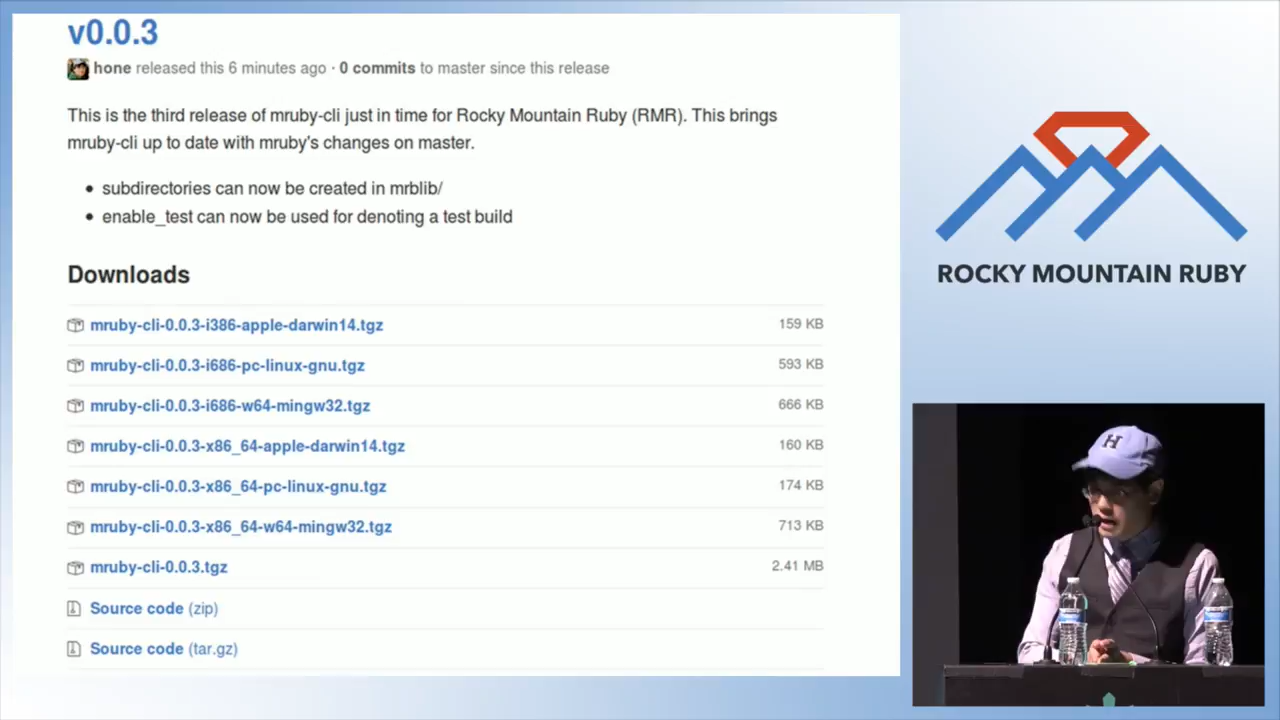 v0.0.3
hone released this 6 minutes ago · 0 commits to master since this release
This is the third release of mruby-cli just in time for Rocky Mountain Ruby (RMR). This brings
mruby-cli up to date with mruby's changes on master.
• subdirectories can now be created in mrblib/
• enable_test can now be used for denoting a test build
Downloads
mruby-cli-0.0.3-i386-apple-darwin14.tgz 159 KB
mruby-cli-0.0.3-i686-pc-linux-gnu.tgz 593 KB
mruby-cli-0.0.3-i686-w64-mingw32.tgz 666 KB
mruby-cli-0.0.3-x86_64-apple-darwin14.tgz 160 KB
mruby-cli-0.0.3-x86_64-pc-linux-gnu.tgz 174 KB
mruby-cli-0.0.3-x86_64-w64-mingw32.tgz 713 KB
mruby-cli-0.0.3.tgz 2.41 MB
Source code (zip)
Source code (tar.gz)
ROCKY MOUNTAIN RUBY
H